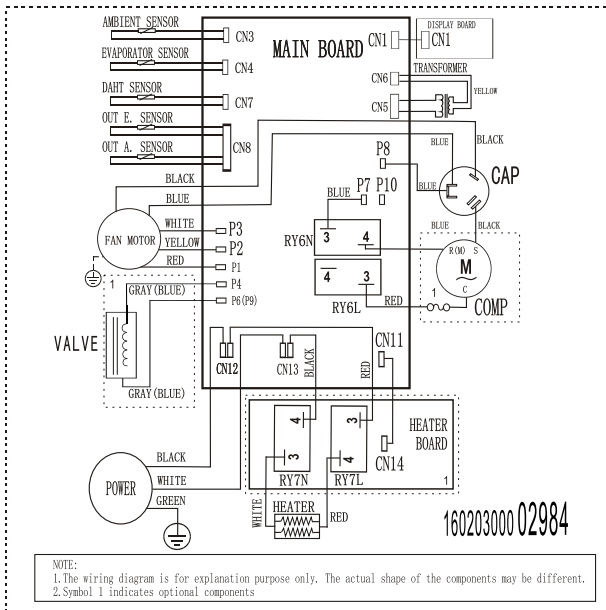 AMBIENT SENSOR
CN3
MAIN BOARD
CN1
CN1
DISPLAY BOARD
EVAPORATOR SENSOR
CN4
CN6
TRANSFORMER
DAHT SENSOR
CN7
CN5
YELLOW
OUT E. SENSOR
OUT A. SENSOR
CN8
BLUE
BLACK
P8
CAP
BLACK
BLUE
P7 P10
BLUE
BLUE
WHITE
P3
RY6N
3
4
BLUE
BLACK
FAN MOTOR
YELLOW
P2
RED
P1
4
3
RY6L
RED
R(M) S
M
C
1
COMP
1
GRAY(BLUE)
P4
P6(P9)
VALVE
GRAY(BLUE)
CN12
CN13
BLACK
RED
CN11
4
3
RY7N
3
4
RY7L
HEATER
BOARD
CN14
1
BLACK
POWER
WHITE
GREEN
WHITE
HEATER
RED
160203000 02984
NOTE:
1.The wiring diagram is for explanation purpose only. The actual shape of the components may be different.
2.Symbol 1 indicates optional components